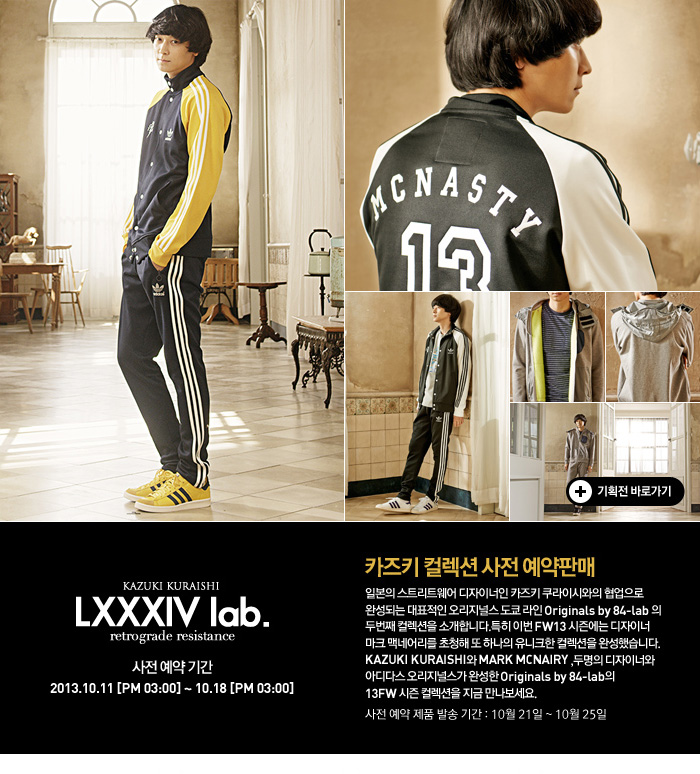 MCNASTY
13
adidas
adidas
기획전 바로가기
KAZUKI KURAISHI
LXXXIV lab.
retrograde resistance
사전 예약 기간
2013.10.11 [PM 03:00] ~ 10.18 [PM 03:00]
카즈키 컬렉션 사전 예약판매
일본의 스트리트웨어 디자이너인 카즈키 쿠라이시와의 협업으로
완성되는 대표적인 오리지널스 도쿄 라인 Originals by 84-lab 의
두번째 컬렉션을 소개합니다.특히 이번 FW13 시즌에는 디자이너
마크 맥네어리를 초청해 또 하나의 유니크한 컬렉션을 완성했습니다.
KAZUKI KURAISHI와 MARK MCNAIRY ,두명의 디자이너와
아디다스 오리지널스가 완성한 Originals by 84-lab의
13FW 시즌 컬렉션을 지금 만나보세요.
사전 예약 제품 발송 기간 : 10월 21일 ~ 10월 25일